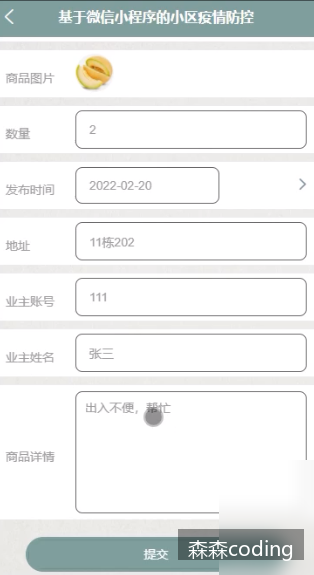 基于微信小程序的小区疫情防控
商品图片
数量
2
发布时间
2022-02-20
地址
11栋202
业主账号
111
业主姓名
张三
商品详情
出入不便，帮忙
提交
森森coding